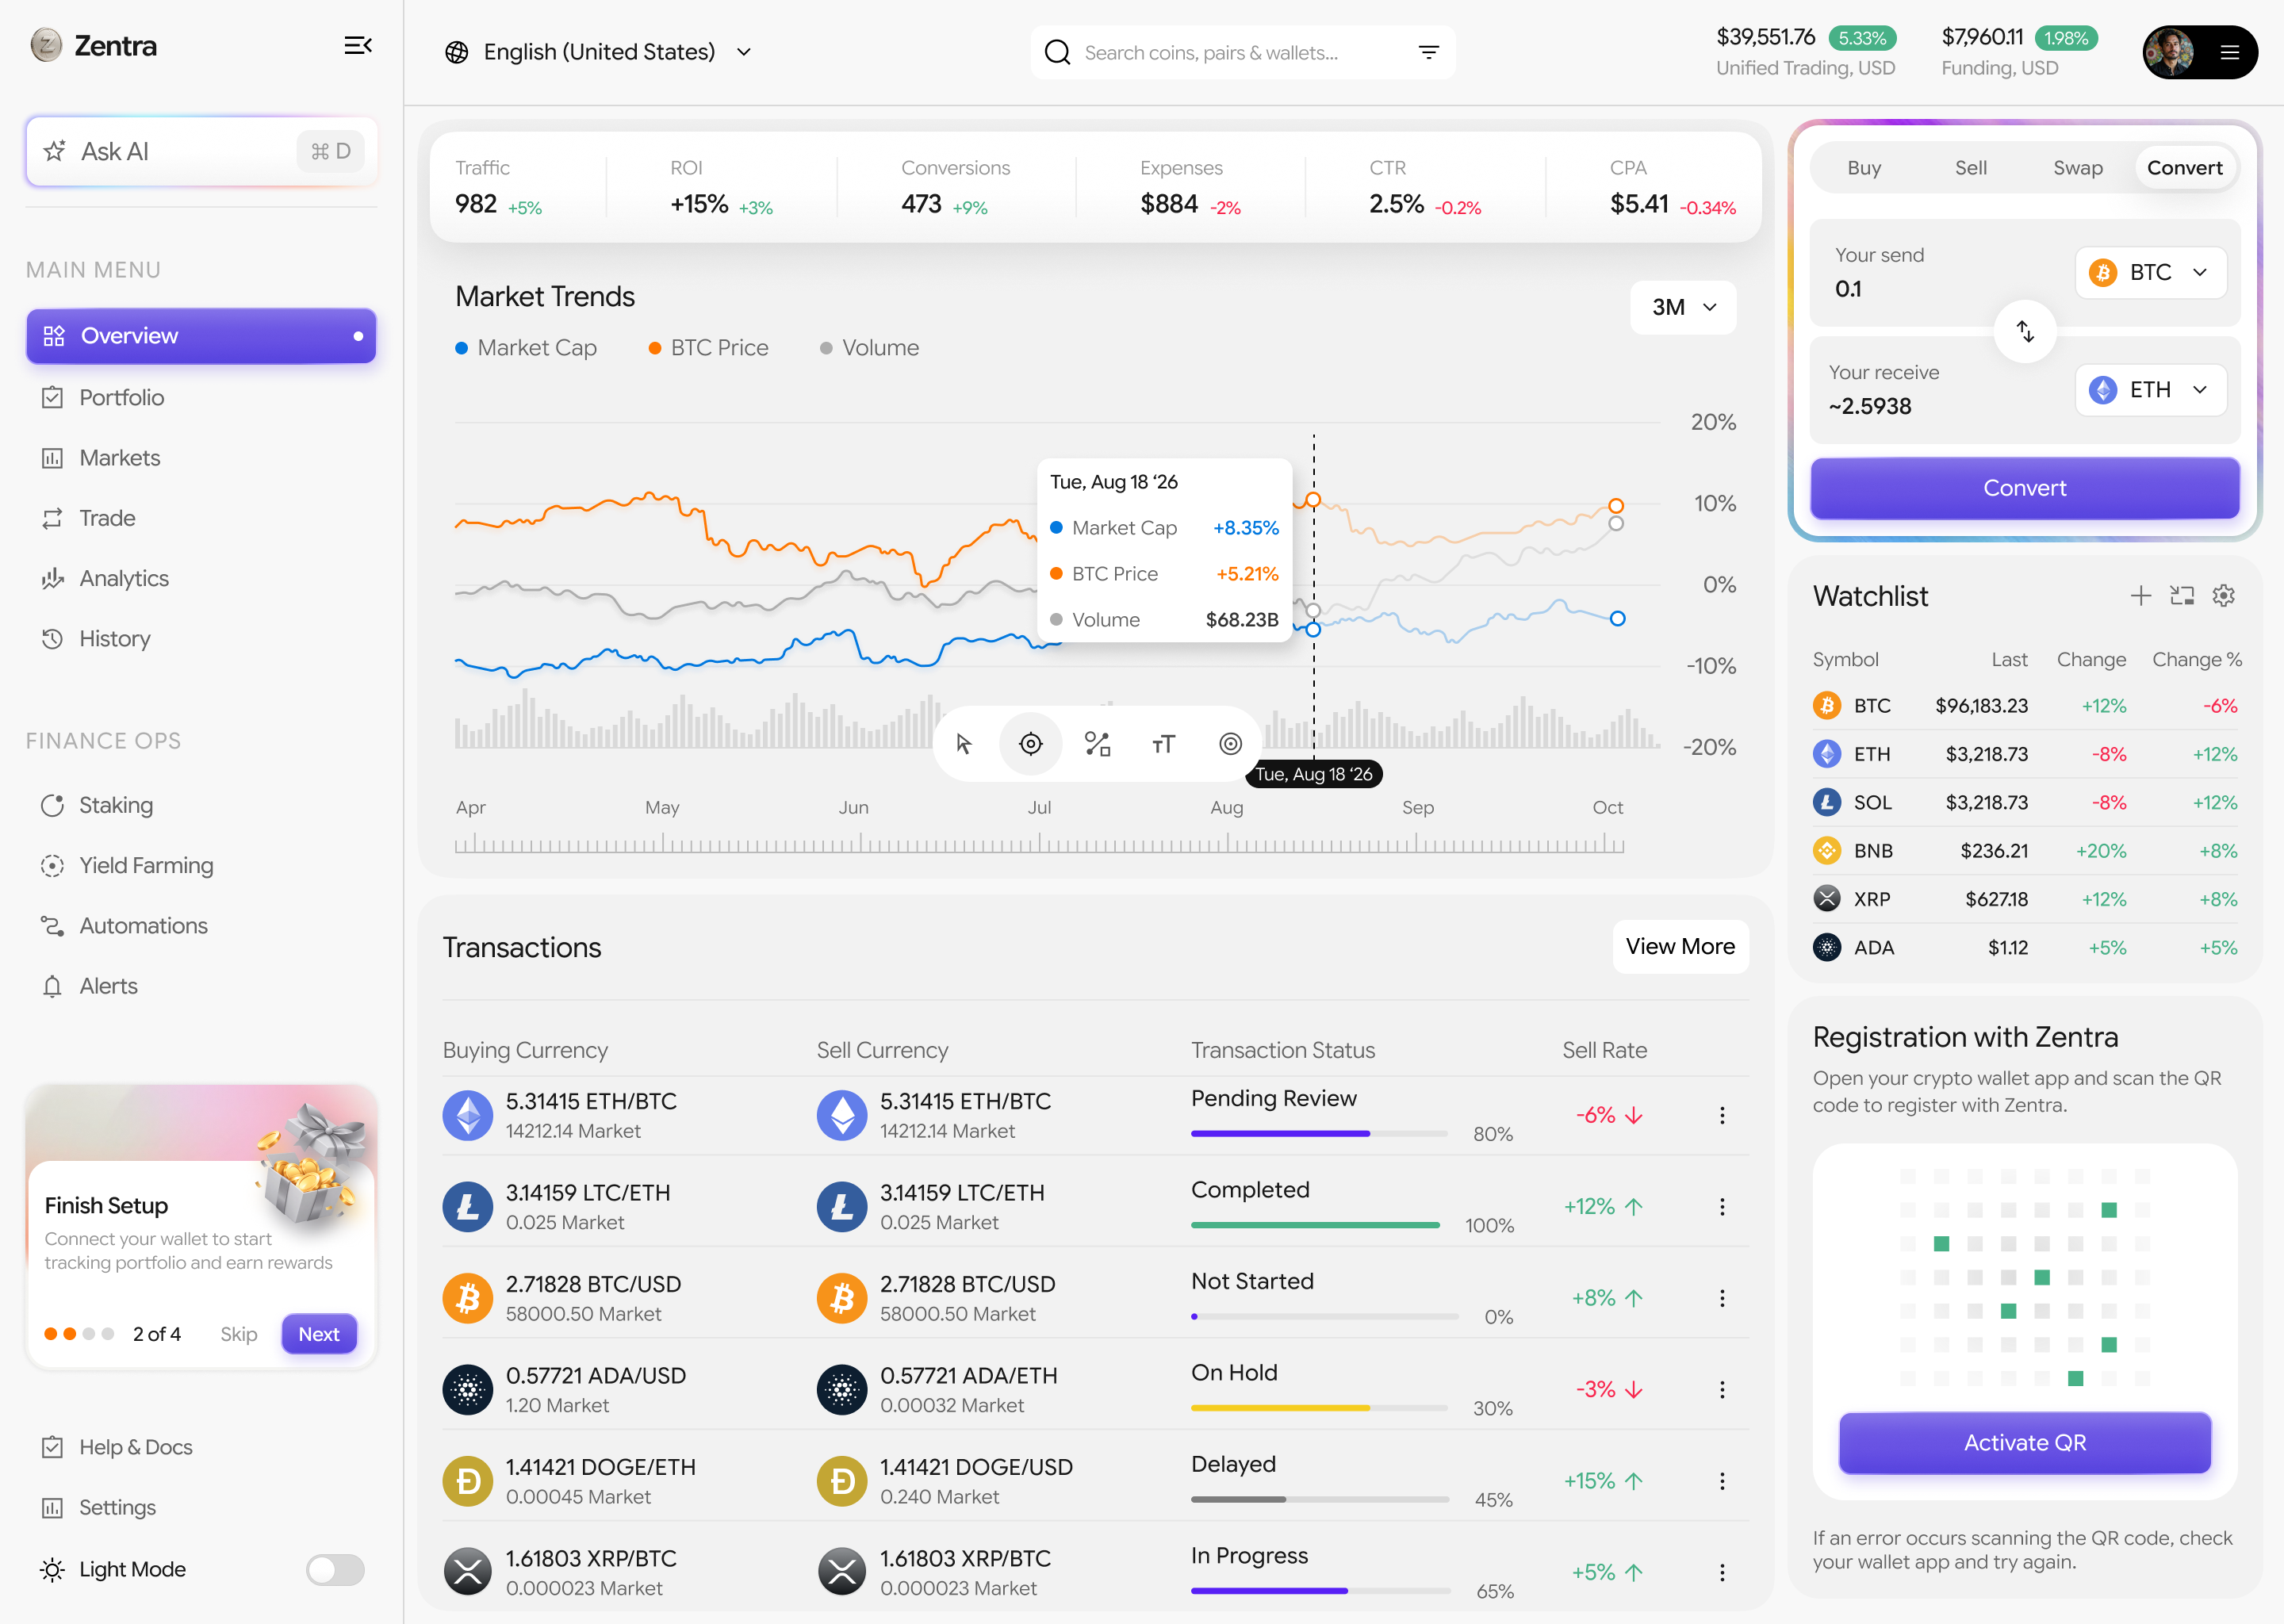 Zentra
Ask AI
⌘ D
MAIN MENU
Overview
Portfolio
Markets
Trade
Analytics
History
FINANCE OPS
Staking
Yield Farming
Automations
Alerts
Finish Setup
Connect your wallet to start
tracking portfolio and earn rewards
2 of 4 Skip Next
Help & Docs
Settings
Light Mode
English (United States)
Search coins, pairs & wallets...
$39,551.76 5.33%
Unified Trading, USD
$7,960.11 1.98%
Funding, USD
Traffic
982 +5%
ROI
+15% +3%
Conversions
473 +9%
Expenses
$884 -2%
CTR
2.5% -0.2%
CPA
$5.41 -0.34%
Market Trends
3M
Market Cap BTC Price Volume
20%
10%
0%
-10%
-20%
Tue, Aug 18 ‘26
Market Cap +8.35%
BTC Price +5.21%
Volume $68.23B
TT
Tue, Aug 18 ‘26
Apr May Jun Jul Aug Sep Oct
Transactions
View More
Buying Currency Sell Currency Transaction Status Sell Rate
5.31415 ETH/BTC 5.31415 ETH/BTC Pending Review
14212.14 Market 14212.14 Market 80% -6%
3.14159 LTC/ETH 3.14159 LTC/ETH Completed
0.025 Market 0.025 Market 100% +12%
2.71828 BTC/USD 2.71828 BTC/USD Not Started
58000.50 Market 58000.50 Market 0% +8%
0.57721 ADA/USD 0.57721 ADA/ETH On Hold
1.20 Market 0.00032 Market 30% -3%
1.41421 DOGE/ETH 1.41421 DOGE/USD Delayed
0.00045 Market 0.240 Market 45% +15%
1.61803 XRP/BTC 1.61803 XRP/BTC In Progress
0.000023 Market 0.000023 Market 65% +5%
Buy Sell Swap Convert
Your send
0.1
BTC
Your receive
~2.5938
ETH
Convert
Watchlist
Symbol Last Change Change %
BTC $96,183.23 +12% -6%
ETH $3,218.73 -8% +12%
SOL $3,218.73 -8% +12%
BNB $236.21 +20% +8%
XRP $627.18 +12% +8%
ADA $1.12 +5% +5%
Registration with Zentra
Open your crypto wallet app and scan the QR
code to register with Zentra.
Activate QR
If an error occurs scanning the QR code, check
your wallet app and try again.